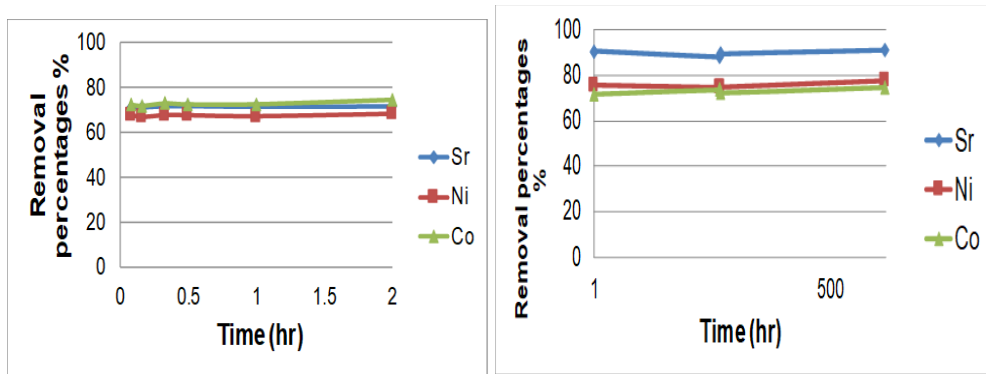 Removal
percentages %
100
80
60
40
20
0
0
0.5
1
1.5
2
Time (hr)
Sr
Ni
Co
Removal percentages
%
100
80
60
40
20
0
1
500
Time (hr)
Sr
Ni
Co